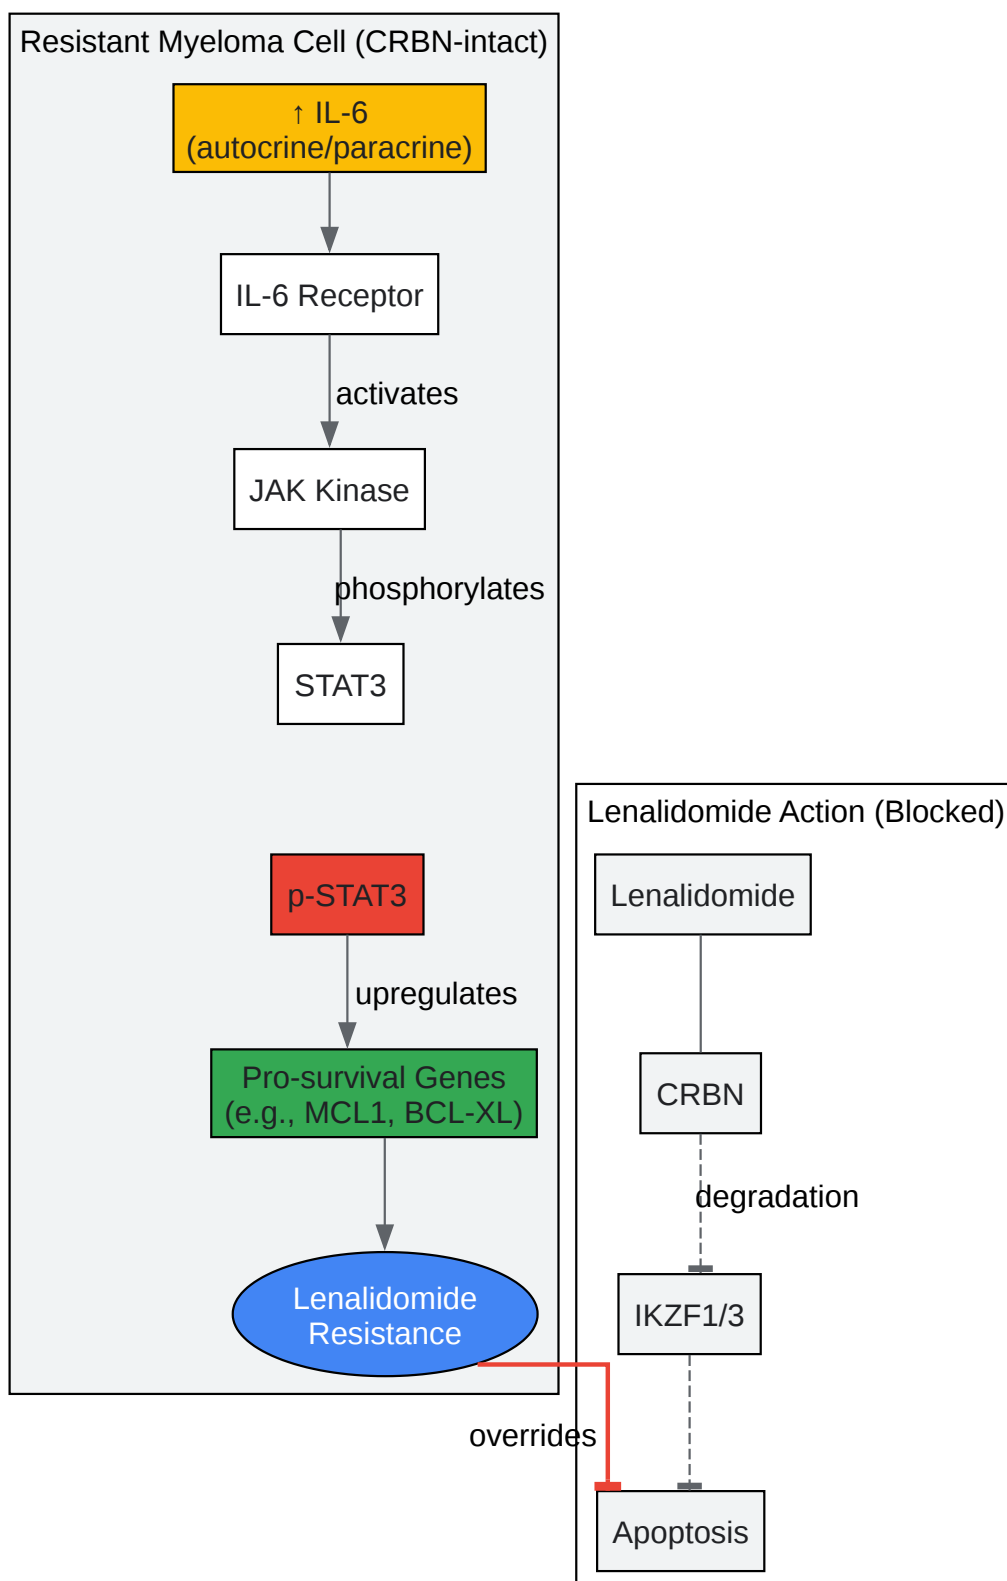 Resistant Myeloma Cell (CRBN-intact)
↑ IL-6
(autocrine/paracrine)
IL-6 Receptor
activates
JAK Kinase
phosphorylates
STAT3
p-STAT3
upregulates
Pro-survival Genes
(e.g., MCL1, BCL-XL)
Lenalidomide
Resistance
overrides
Lenalidomide Action (Blocked)
Lenalidomide
CRBN
degradation
IKZF1/3
Apoptosis